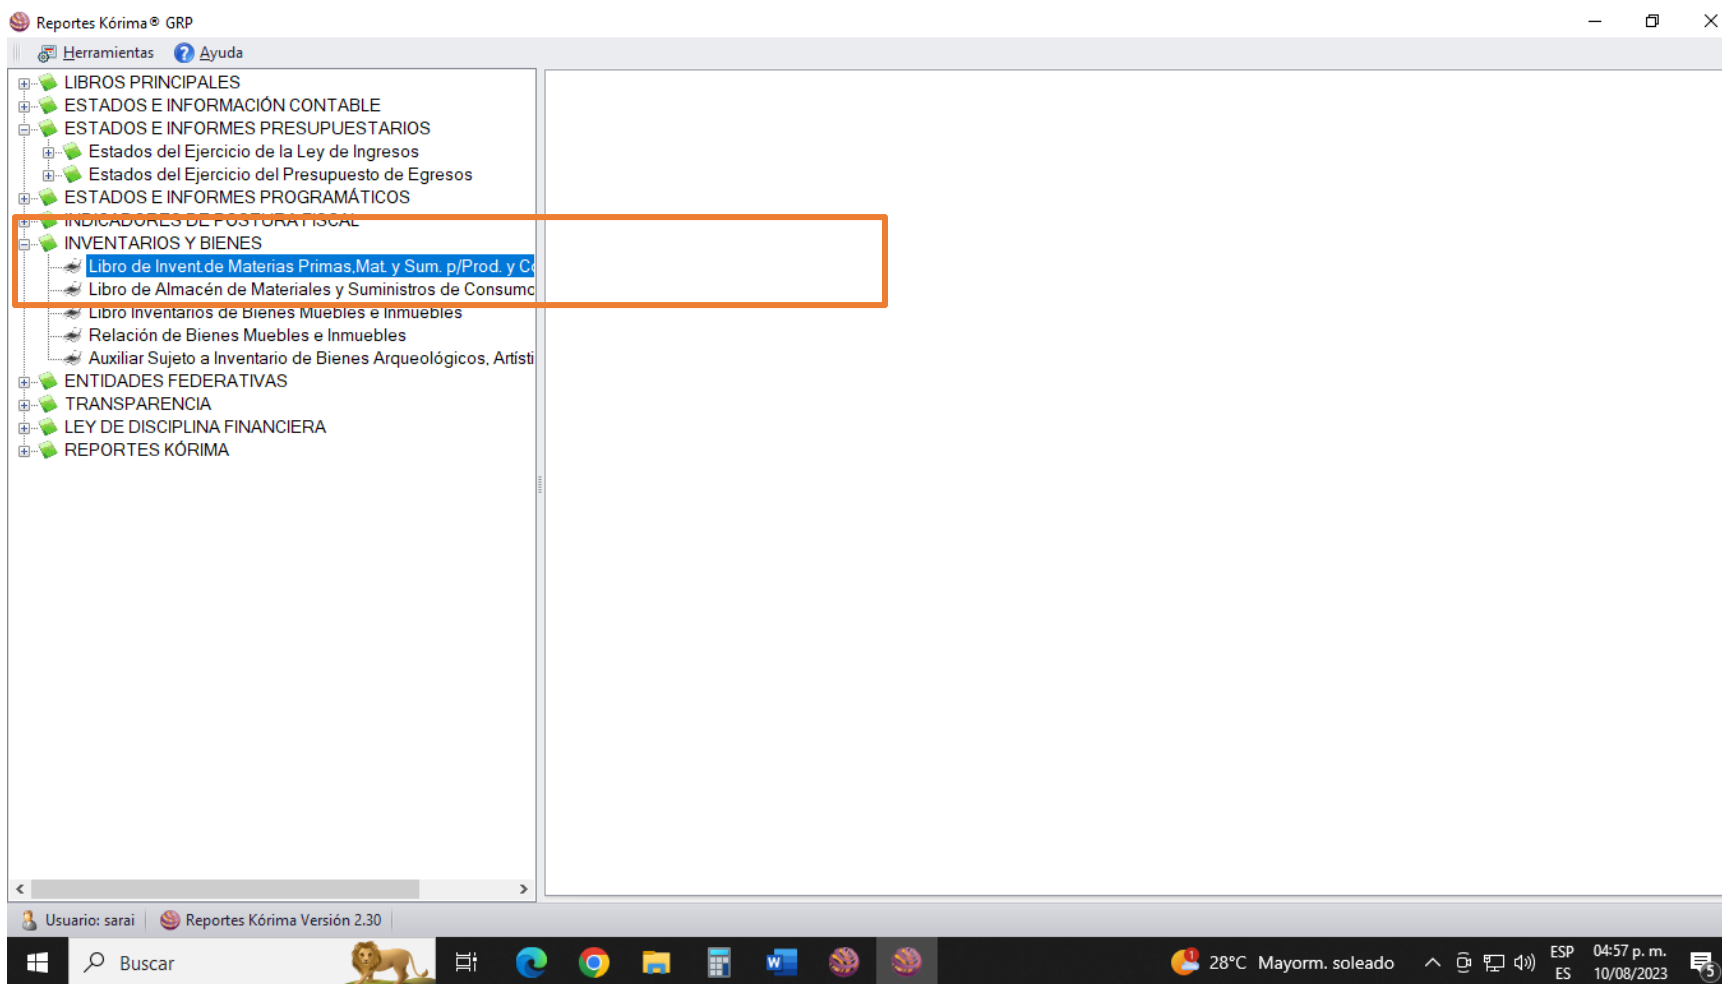 Reportes Kórima® GRP
Herramientas Ayuda
LIBROS PRINCIPALES
ESTADOS E INFORMACIÓN CONTABLE
ESTADOS E INFORMES PRESUPUESTARIOS
Estados del Ejercicio de la Ley de Ingresos
Estados del Ejercicio del Presupuesto de Egresos
ESTADOS E INFORMES PROGRAMÁTICOS
INDICADORES DE POSTURA FISCAL
INVENTARIOS Y BIENES
Libro de Invent.de Materias Primas,Mat. y Sum. p/Prod. y Co
Libro de Almacén de Materiales y Suministros de Consumo
Libro Inventarios de Bienes Muebles e Inmuebles
Relación de Bienes Muebles e Inmuebles
Auxiliar Sujeto a Inventario de Bienes Arqueológicos, Artísti
ENTIDADES FEDERATIVAS
TRANSPARENCIA
LEY DE DISCIPLINA FINANCIERA
REPORTES KÓRIMA
Usuario: sarai Reportes Kórima Versión 2.30
Buscar
1 28°C Mayorm. soleado
ESP
ES
04:57 p. m.
10/08/2023
5